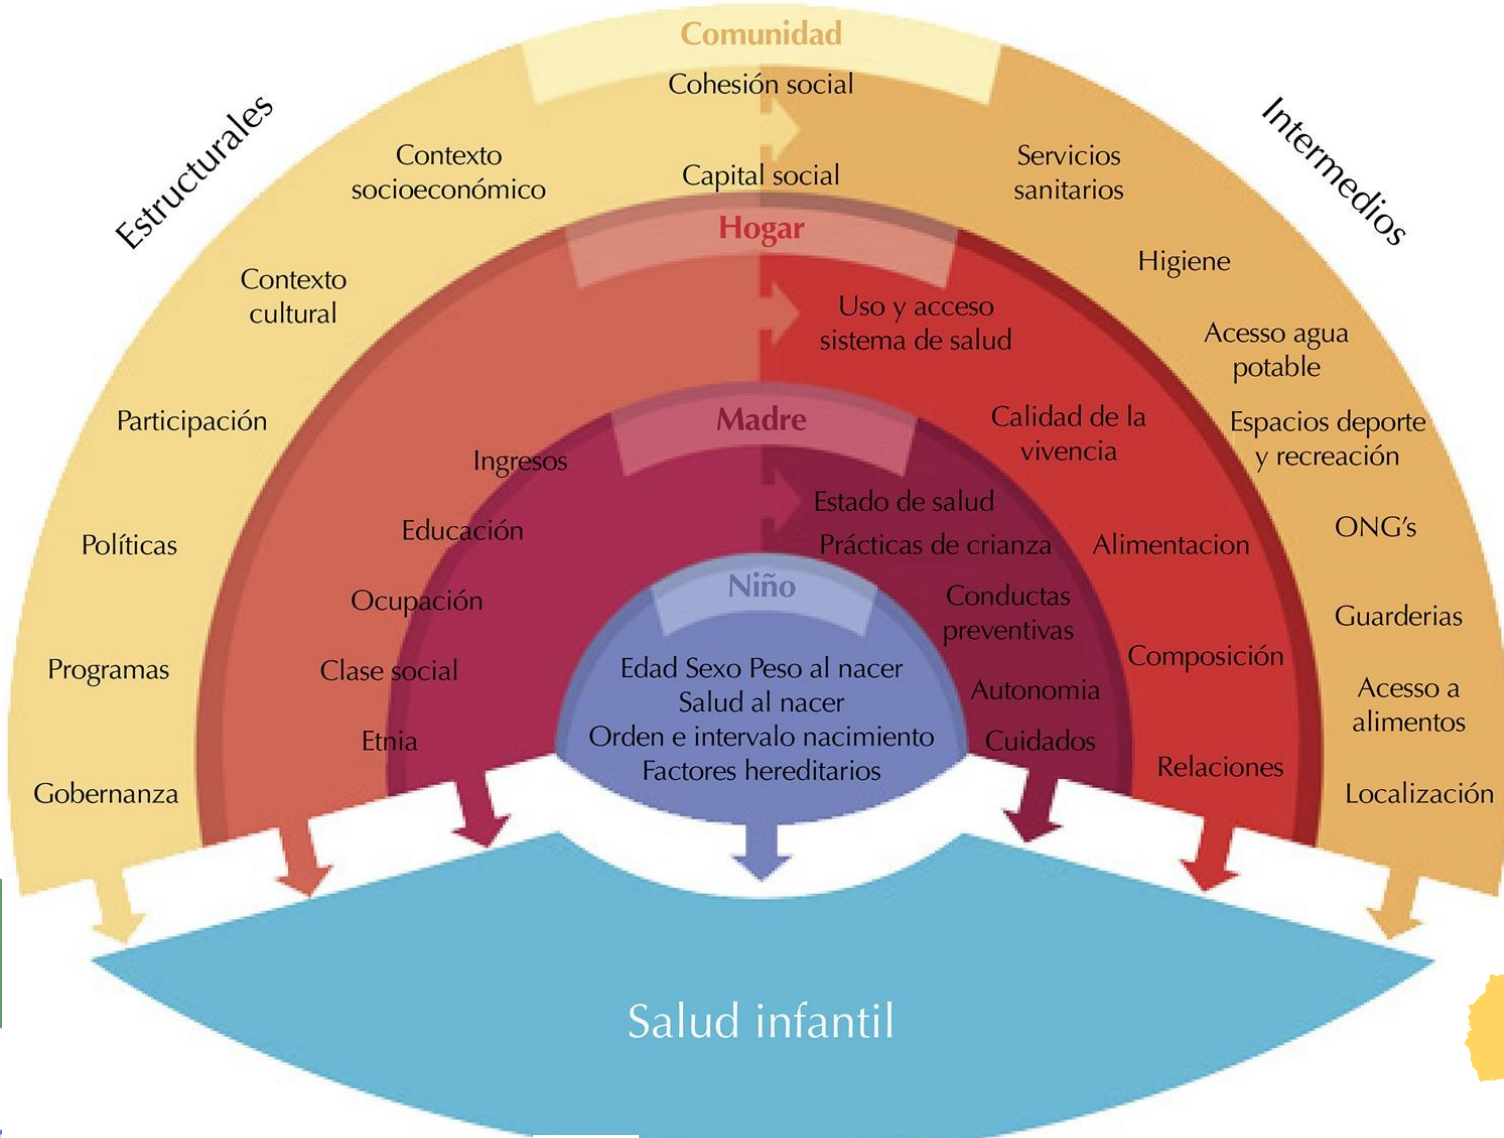 Comunidad
Cohesión social
Capital social
Estructurales
Contexto
socioeconómico
Contexto
cultural
Participación
Políticas
Programas
Gobernanza
Intermedios
Servicios
sanitarios
Higiene
Acesso agua
potable
Espacios deporte
y recreación
ONG's
Guarderias
Acesso a
alimentos
Localización
Hogar
Uso y acceso
sistema de salud
Calidad de la
vivencia
Alimentacion
Composición
Relaciones
Ingresos
Educación
Ocupación
Clase social
Etnia
Madre
Estado de salud
Prácticas de crianza
Conductas
preventivas
Autonomia
Cuidados
Niño
Edad Sexo Peso al nacer
Salud al nacer
Orden e intervalo nacimiento
Factores hereditarios
Salud infantil